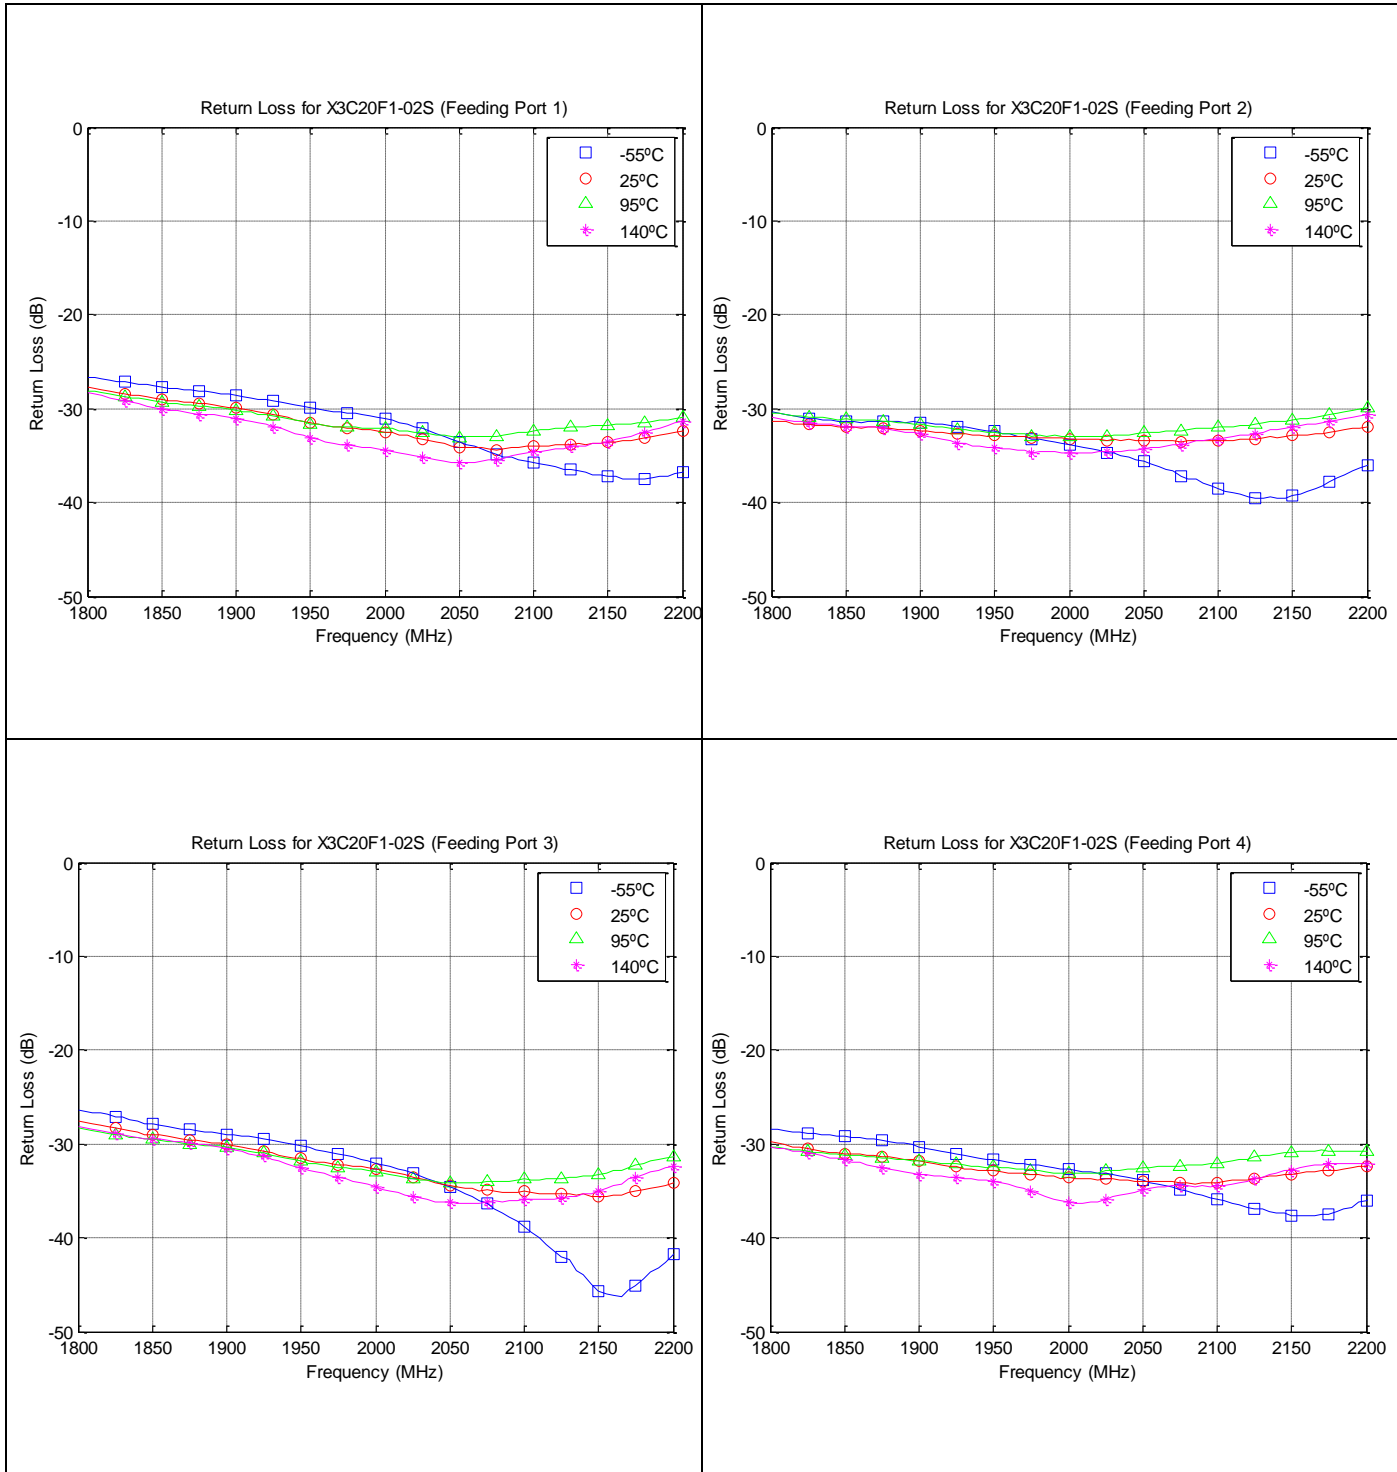 Return Loss for X3C20F1-02S (Feeding Port 1)
0
-10
-20
-30
-40
-50
Return Loss (dB)
-55ºC
25ºC
95ºC
140ºC
1800 1850 1900 1950 2000 2050 2100 2150 2200
Frequency (MHz)
Return Loss for X3C20F1-02S (Feeding Port 2)
0
-10
-20
-30
-40
-50
Return Loss (dB)
-55ºC
25ºC
95ºC
140ºC
1800 1850 1900 1950 2000 2050 2100 2150 2200
Frequency (MHz)
Return Loss for X3C20F1-02S (Feeding Port 3)
0
-10
-20
-30
-40
-50
Return Loss (dB)
-55ºC
25ºC
95ºC
140ºC
1800 1850 1900 1950 2000 2050 2100 2150 2200
Frequency (MHz)
Return Loss for X3C20F1-02S (Feeding Port 4)
0
-10
-20
-30
-40
-50
Return Loss (dB)
-55ºC
25ºC
95ºC
140ºC
1800 1850 1900 1950 2000 2050 2100 2150 2200
Frequency (MHz)